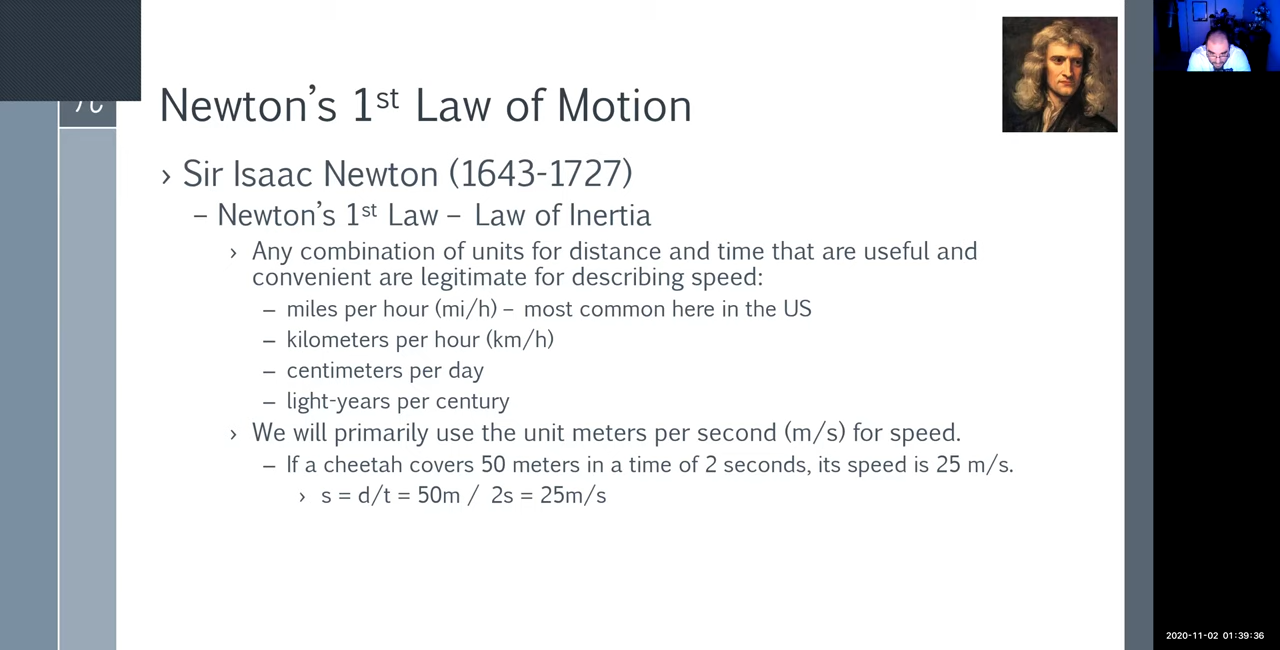 Newton's 1st Law of Motion
› Sir Isaac Newton (1643-1727)
– Newton's 1st Law – Law of Inertia
› Any combination of units for distance and time that are useful and
convenient are legitimate for describing speed:
– miles per hour (mi/h) – most common here in the US
– kilometers per hour (km/h)
– centimeters per day
– light-years per century
› We will primarily use the unit meters per second (m/s) for speed.
– If a cheetah covers 50 meters in a time of 2 seconds, its speed is 25 m/s.
› s = d/t = 50m / 2s = 25m/s
2020-11-02 01:39:36